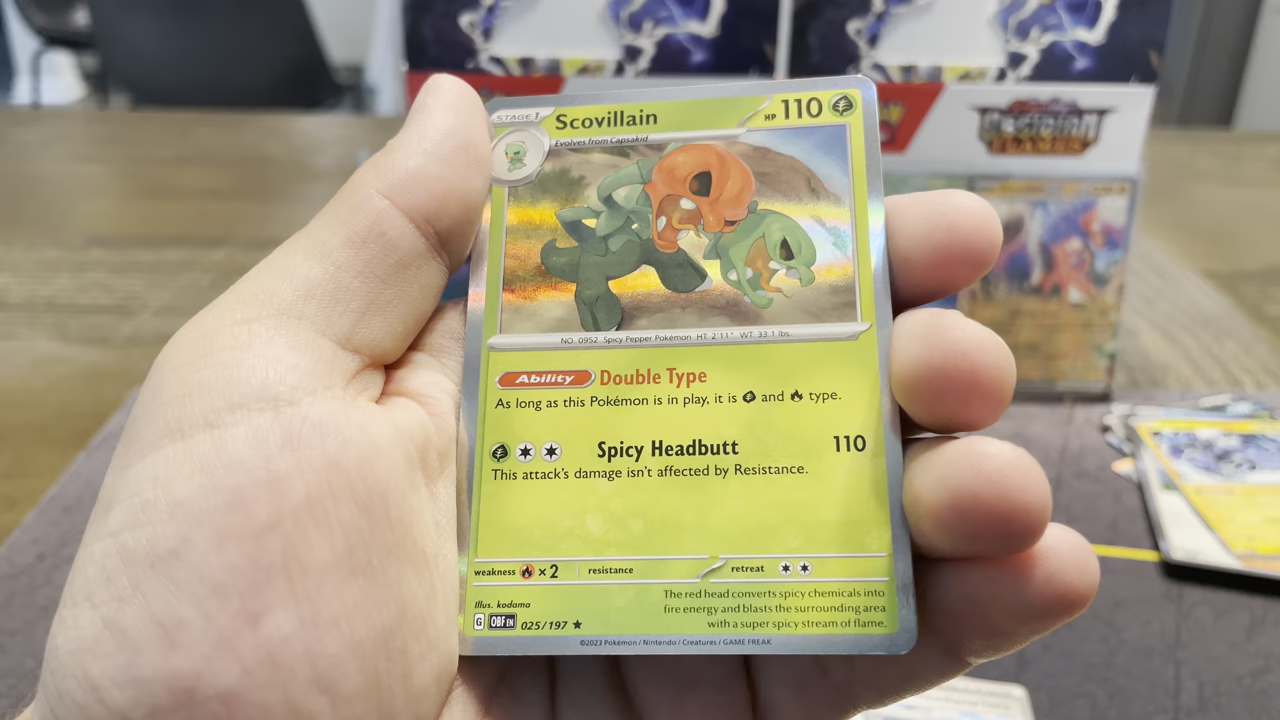 STAGE 1
Scovillain
HP 110
Evolves from Capsakid
NO. 0952 Spicy Pepper Pokémon HT. 2'11" WT. 33.1 lbs.
Ability Double Type
As long as this Pokémon is in play, it is and type.
Spicy Headbutt 110
This attack's damage isn't affected by Resistance.
weakness ×2 resistance retreat
The red head converts spicy chemicals into
fire energy and blasts the surrounding area
with a super spicy stream of flame.
Illus. kodama
G OBF EN 025/197 ★
©2023 Pokémon / Nintendo / Creatures / GAME FREAK
OBSIDIAN
FLAMES